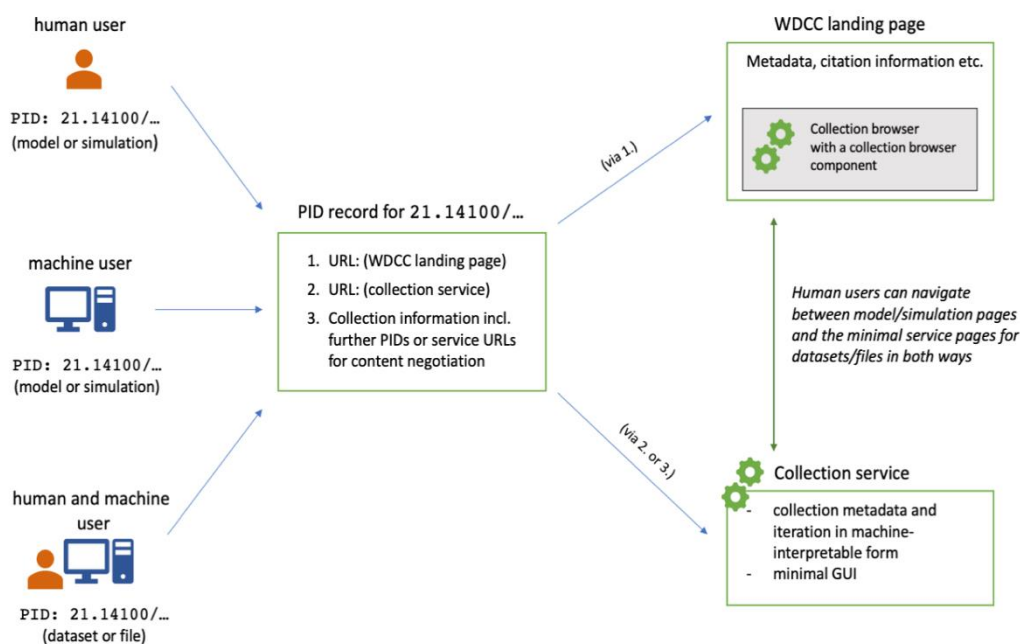 human user
PID: 21.14100/…
(model or simulation)
machine user
PID: 21.14100/…
(model or simulation)
human and machine
user
PID: 21.14100/…
(dataset or file)
PID record for 21.14100/…
1. URL: (WDCC landing page)
2. URL: (collection service)
3. Collection information incl.
further PIDs or service URLs
for content negotiation
(via 1.)
(via 2. or 3.)
WDCC landing page
Metadata, citation information etc.
Collection browser
with a collection browser
component
Human users can navigate
between model/simulation pages
and the minimal service pages for
datasets/files in both ways
Collection service
- collection metadata and
iteration in machine-
interpretable form
- minimal GUI